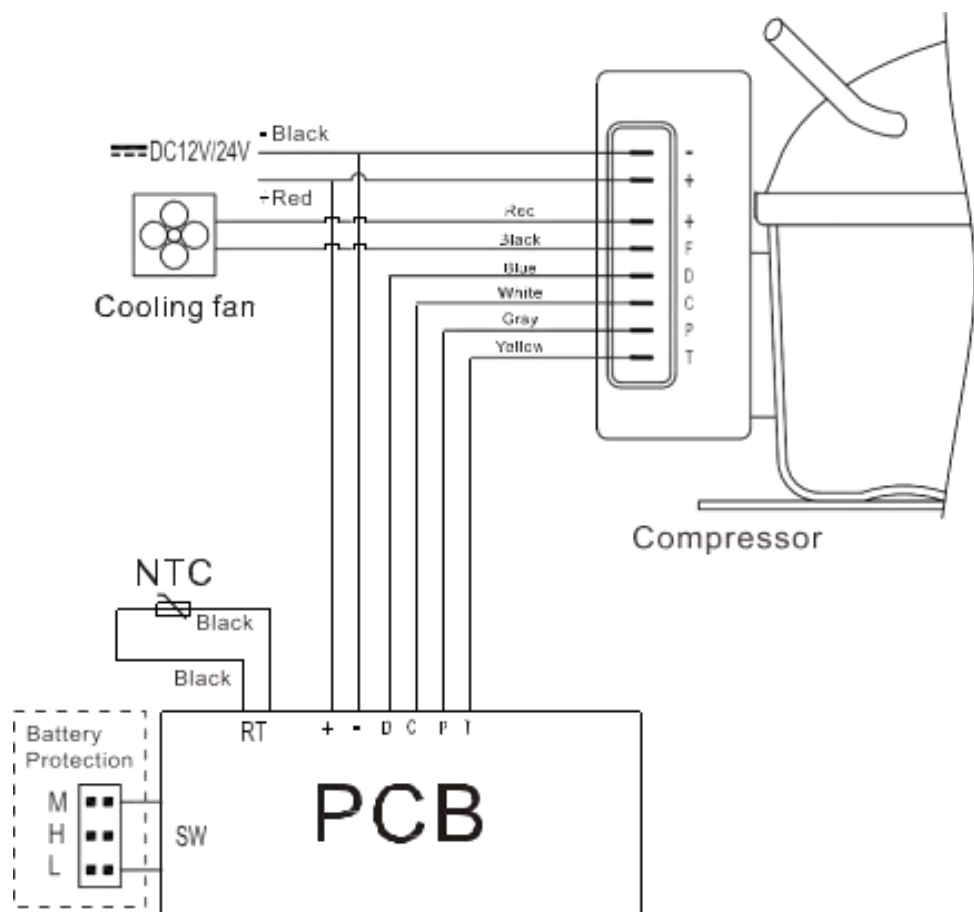 - Black
DC12V/24V
+Red
Cooling fan
Red
Black
Blue
White
Gray
Yellow
-
+
+
F
D
C
P
T
Compressor
NTC
Black
Black
RT + - D C P T
Battery
Protection
M
H
L
SW
PCB